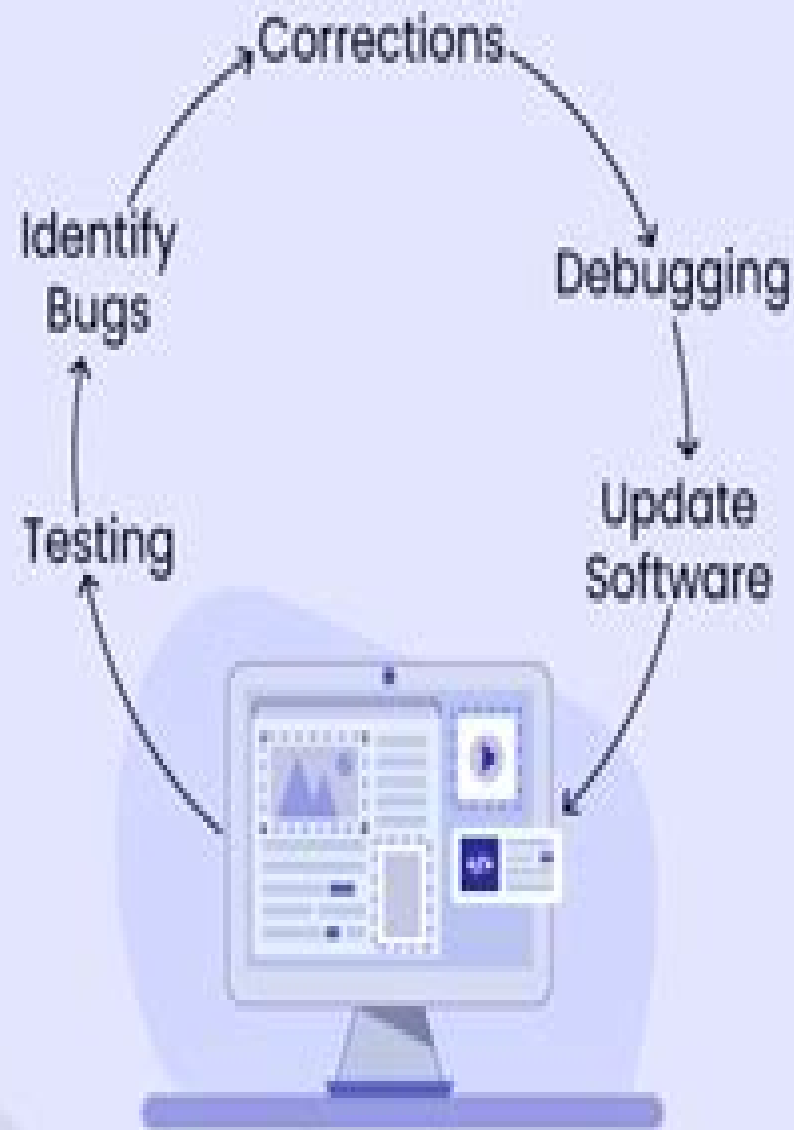 Corrections
Identify
Bugs
Debugging
Update
Software
Testing
</>